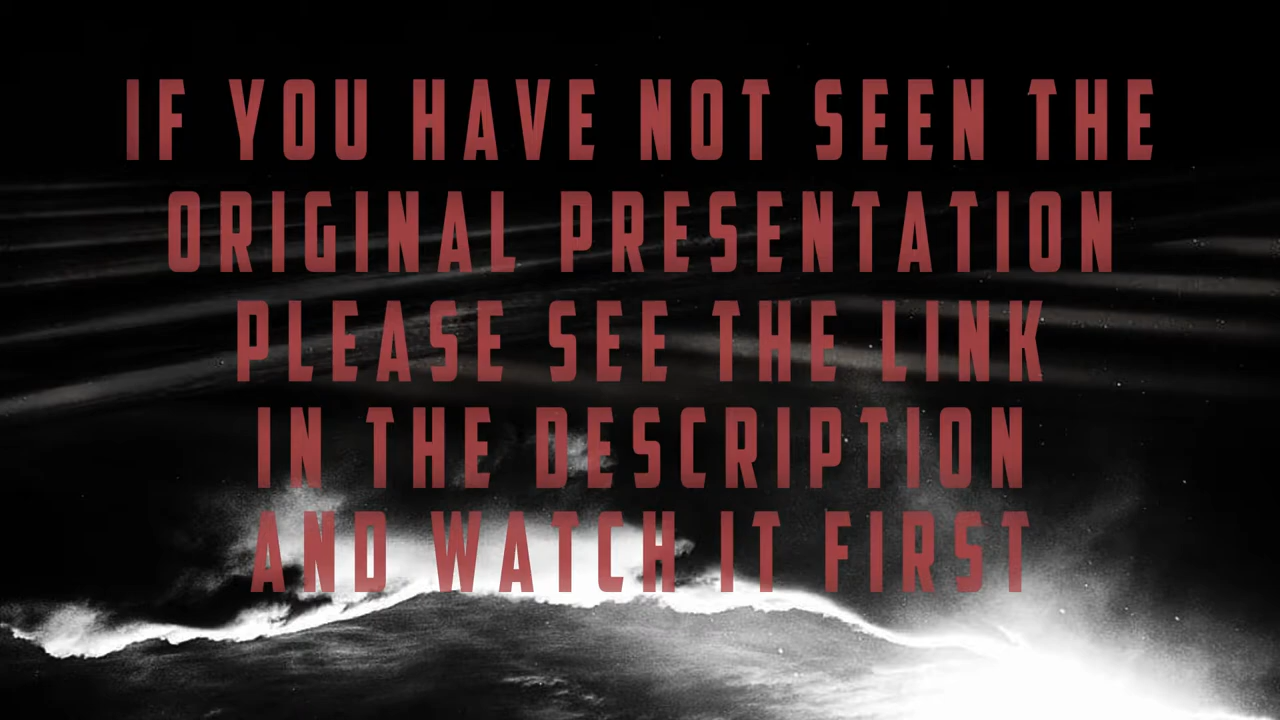 IF YOU HAVE NOT SEEN THE
ORIGINAL PRESENTATION
PLEASE SEE THE LINK
IN THE DESCRIPTION
AND WATCH IT FIRST